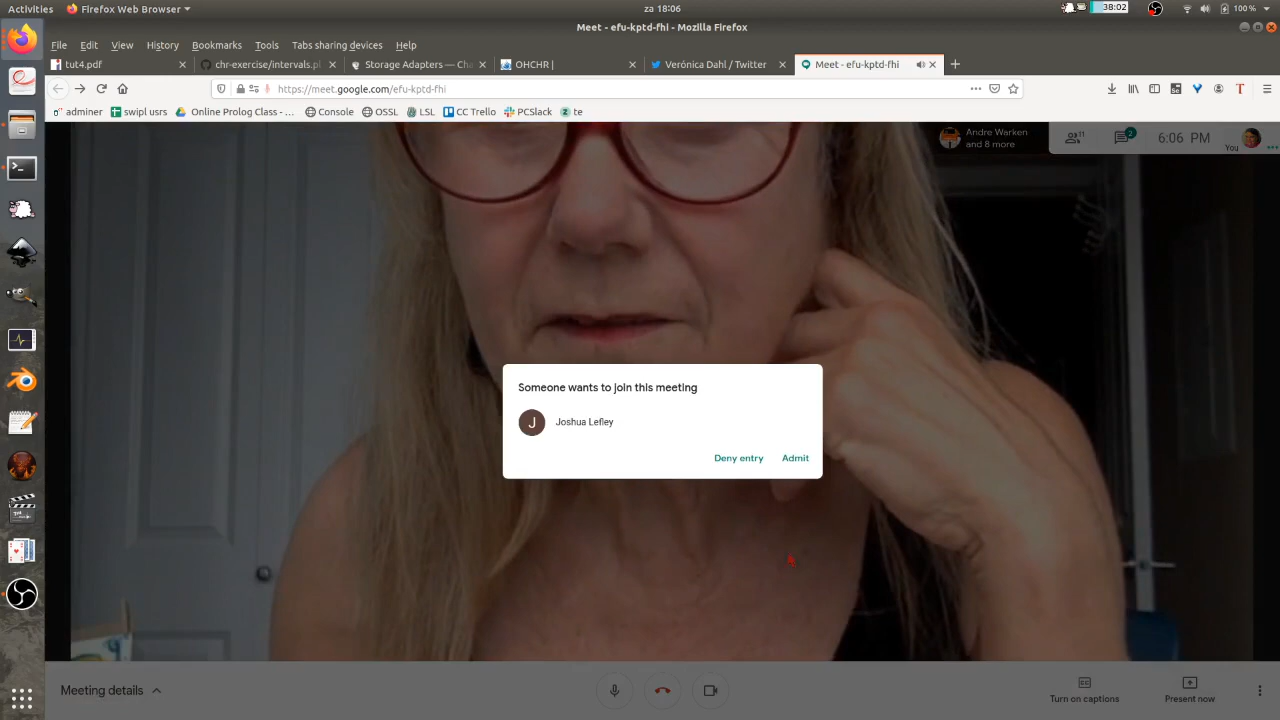 Activities Firefox Web Browser za 18:06 38:02 100 %
Meet - efu-kptd-fhi - Mozilla Firefox
File Edit View History Bookmarks Tools Tabs sharing devices Help
tut4.pdf chr-exercise/intervals.pl Storage Adapters — Cha OHCHR | Verónica Dahl / Twitter Meet - efu-kptd-fhi
https://meet.google.com/efu-kptd-fhi
adminer swipl usrs Online Prolog Class - … Console OSSL LSL CC Trello PCSlack te
Andre Warken
and 8 more
11 2 6:06 PM You
Someone wants to join this meeting
J Joshua Lefley
Deny entry Admit
Meeting details
Turn on captions Present now